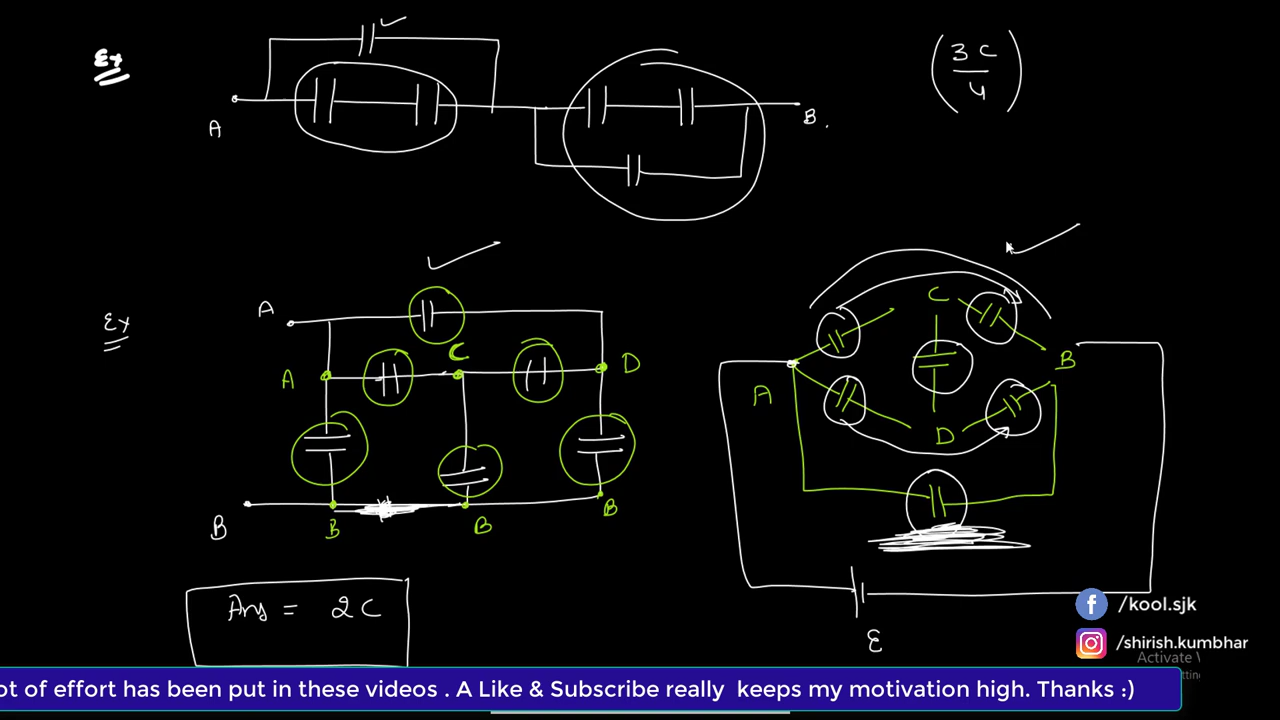 Ex
A
B.
(3C/4)
Ex
A
C
A
D
B
B
B
B
C
A
B
D
E
Ans = 2C
/kool.sjk
/shirish.kumbhar
Activate
ot of effort has been put in these videos . A Like & Subscribe really keeps my motivation high. Thanks :)